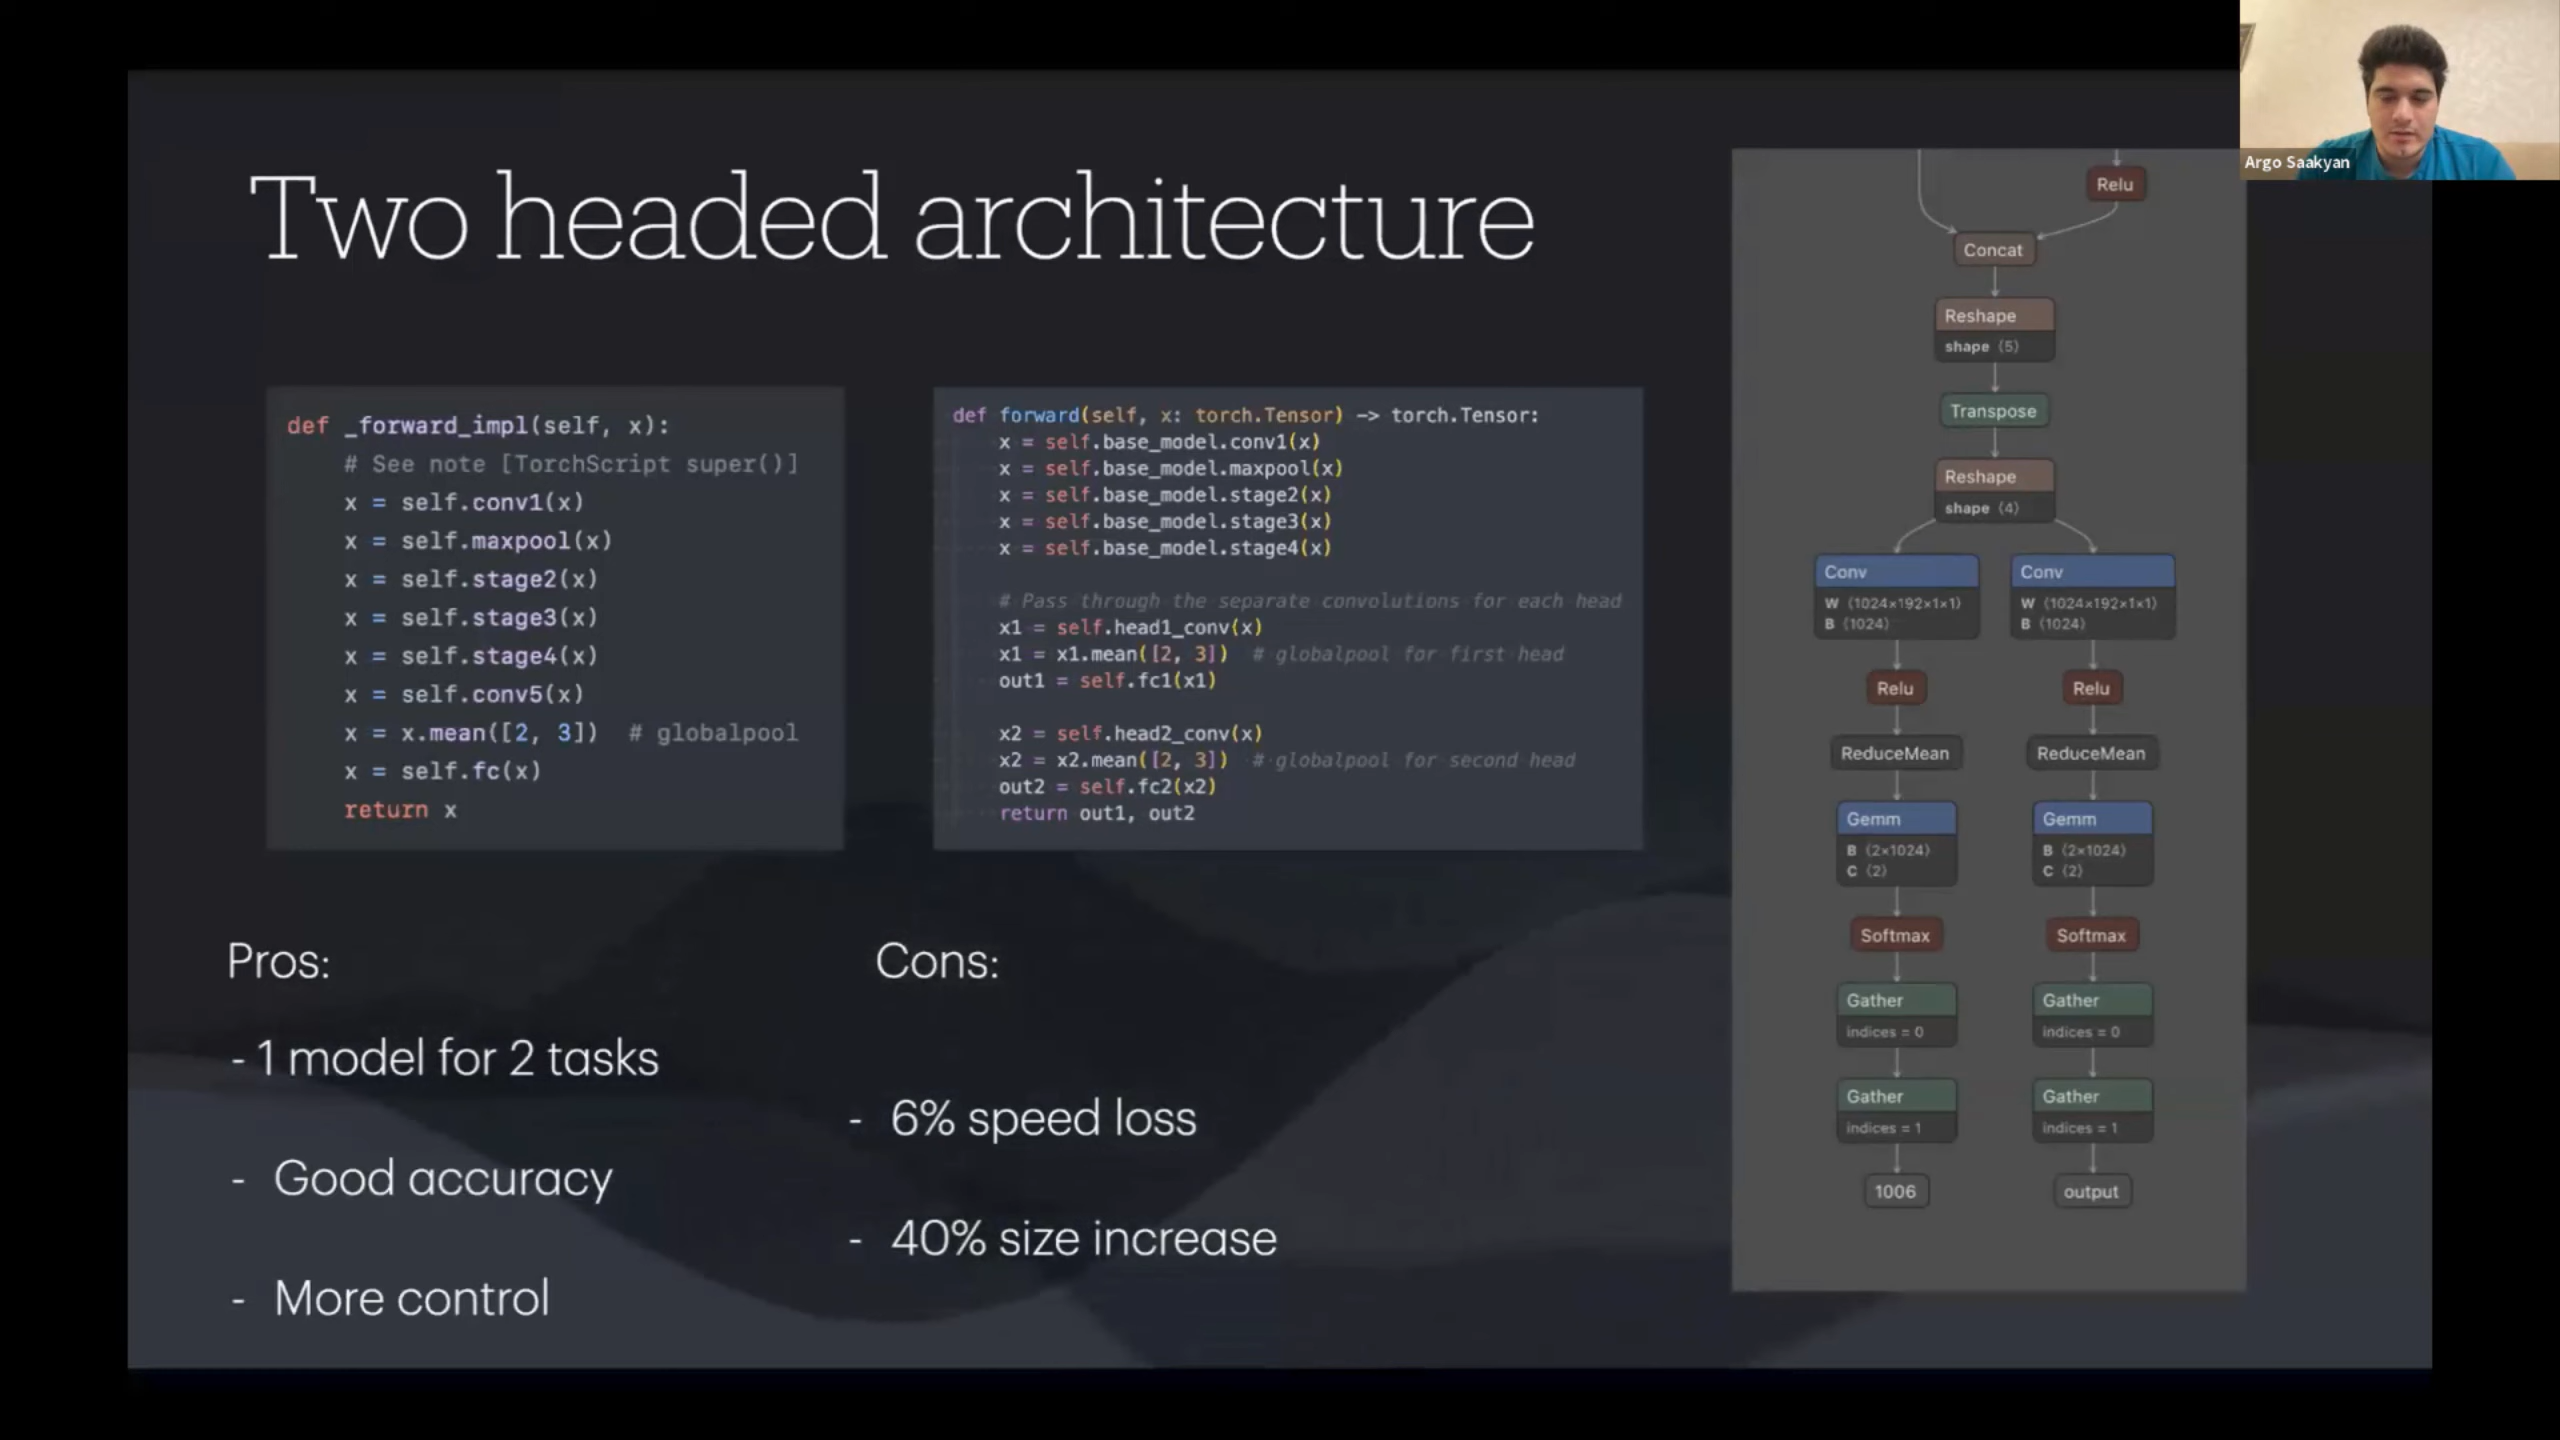 Argo Saakyan
Two headed architecture
def _forward_impl(self, x):
# See note [TorchScript super()]
x = self.conv1(x)
x = self.maxpool(x)
x = self.stage2(x)
x = self.stage3(x)
x = self.stage4(x)
x = self.conv5(x)
x = x.mean([2, 3]) # globalpool
x = self.fc(x)
return x
def forward(self, x: torch.Tensor) -> torch.Tensor:
x = self.base_model.conv1(x)
x = self.base_model.maxpool(x)
x = self.base_model.stage2(x)
x = self.base_model.stage3(x)
x = self.base_model.stage4(x)
# Pass through the separate convolutions for each head
x1 = self.head1_conv(x)
x1 = x1.mean([2, 3]) # globalpool for first head
out1 = self.fc1(x1)
x2 = self.head2_conv(x)
x2 = x2.mean([2, 3]) # globalpool for second head
out2 = self.fc2(x2)
return out1, out2
Pros:
- 1 model for 2 tasks
- Good accuracy
- More control
Cons:
- 6% speed loss
- 40% size increase
Relu
Concat
Reshape
shape ⟨5⟩
Transpose
Reshape
shape ⟨4⟩
Conv
W ⟨1024×192×1×1⟩
B ⟨1024⟩
Relu
ReduceMean
Gemm
B ⟨2×1024⟩
C ⟨2⟩
Softmax
Gather
indices = 0
Gather
indices = 1
1006
Conv
W ⟨1024×192×1×1⟩
B ⟨1024⟩
Relu
ReduceMean
Gemm
B ⟨2×1024⟩
C ⟨2⟩
Softmax
Gather
indices = 0
Gather
indices = 1
output